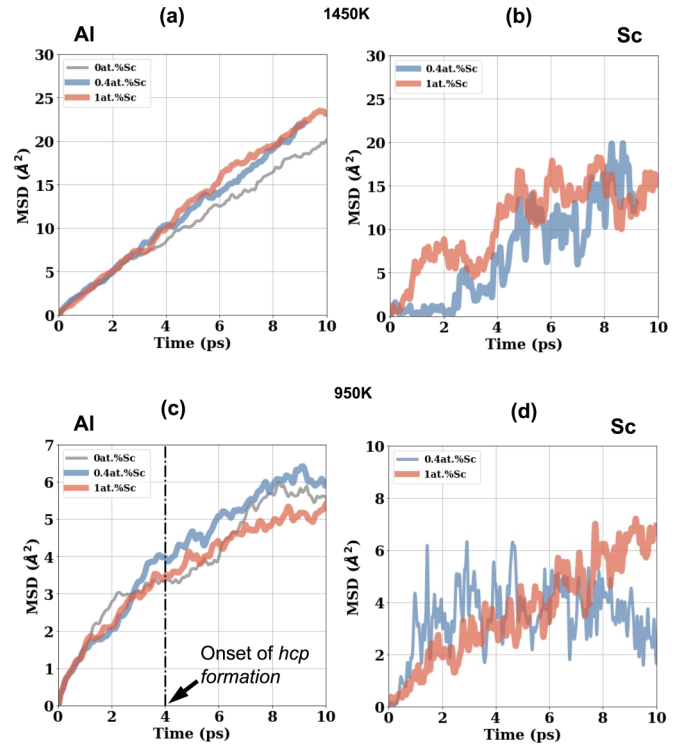 (a)
1450K
(b)
Al
Sc
30
25
20
15
10
5
0
MSD (Å²)
0at.%Sc
0.4at.%Sc
1at.%Sc
0 2 4 6 8 10
Time (ps)
30
25
20
15
10
5
0
MSD (Å²)
0.4at.%Sc
1at.%Sc
0 2 4 6 8 10
Time (ps)
950K
Al
(c)
(d)
Sc
7
6
5
4
3
2
1
0
MSD (Å²)
0at.%Sc
0.4at.%Sc
1at.%Sc
Onset of hcp
formation
0 2 4 6 8 10
Time (ps)
10
8
6
4
2
0
MSD (Å²)
0.4at.%Sc
1at.%Sc
0 2 4 6 8 10
Time (ps)